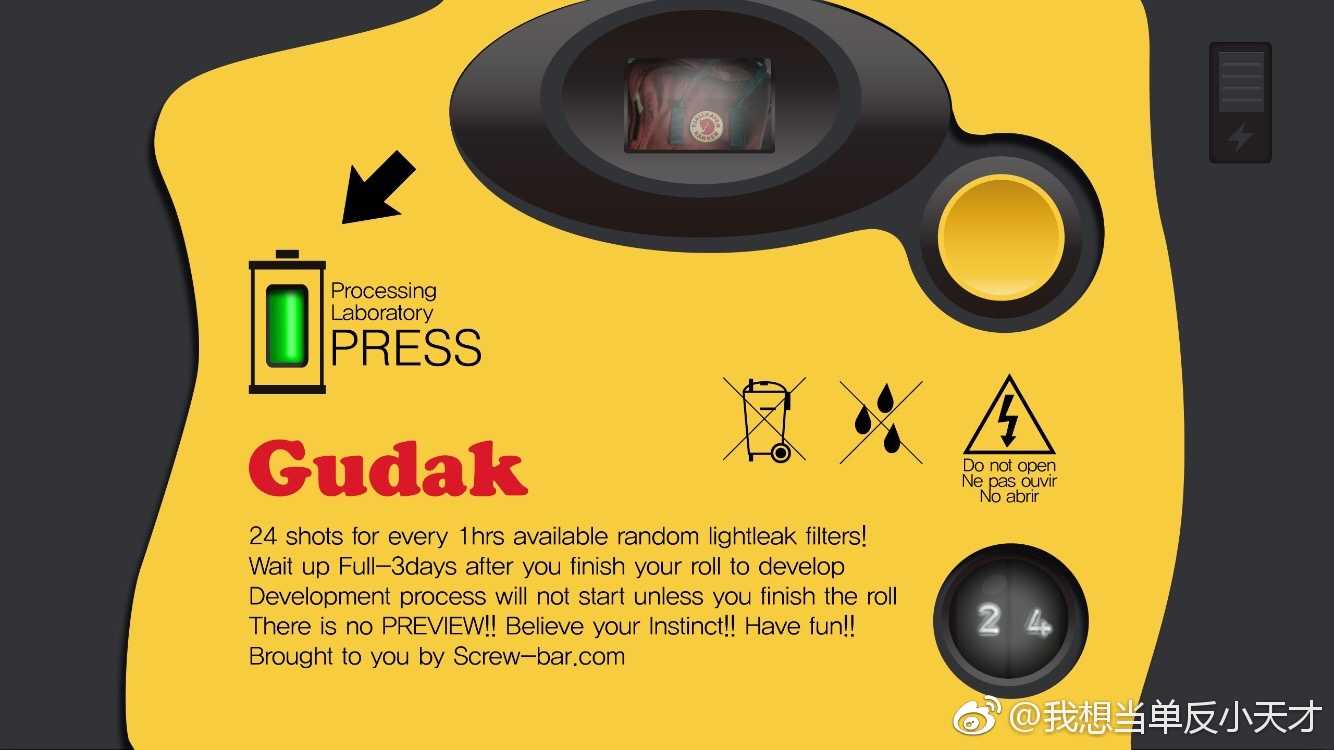 Processing
Laboratory
PRESS
Gudak
Do not open
Ne pas ouvir
No abrir
24 shots for every 1hrs available random lightleak filters!
Wait up Full-3days after you finish your roll to develop
Development process will not start unless you finish the roll
There is no PREVIEW!! Believe your Instinct!! Have fun!!
Brought to you by Screw-bar.com
2 4
@我想当单反小天才